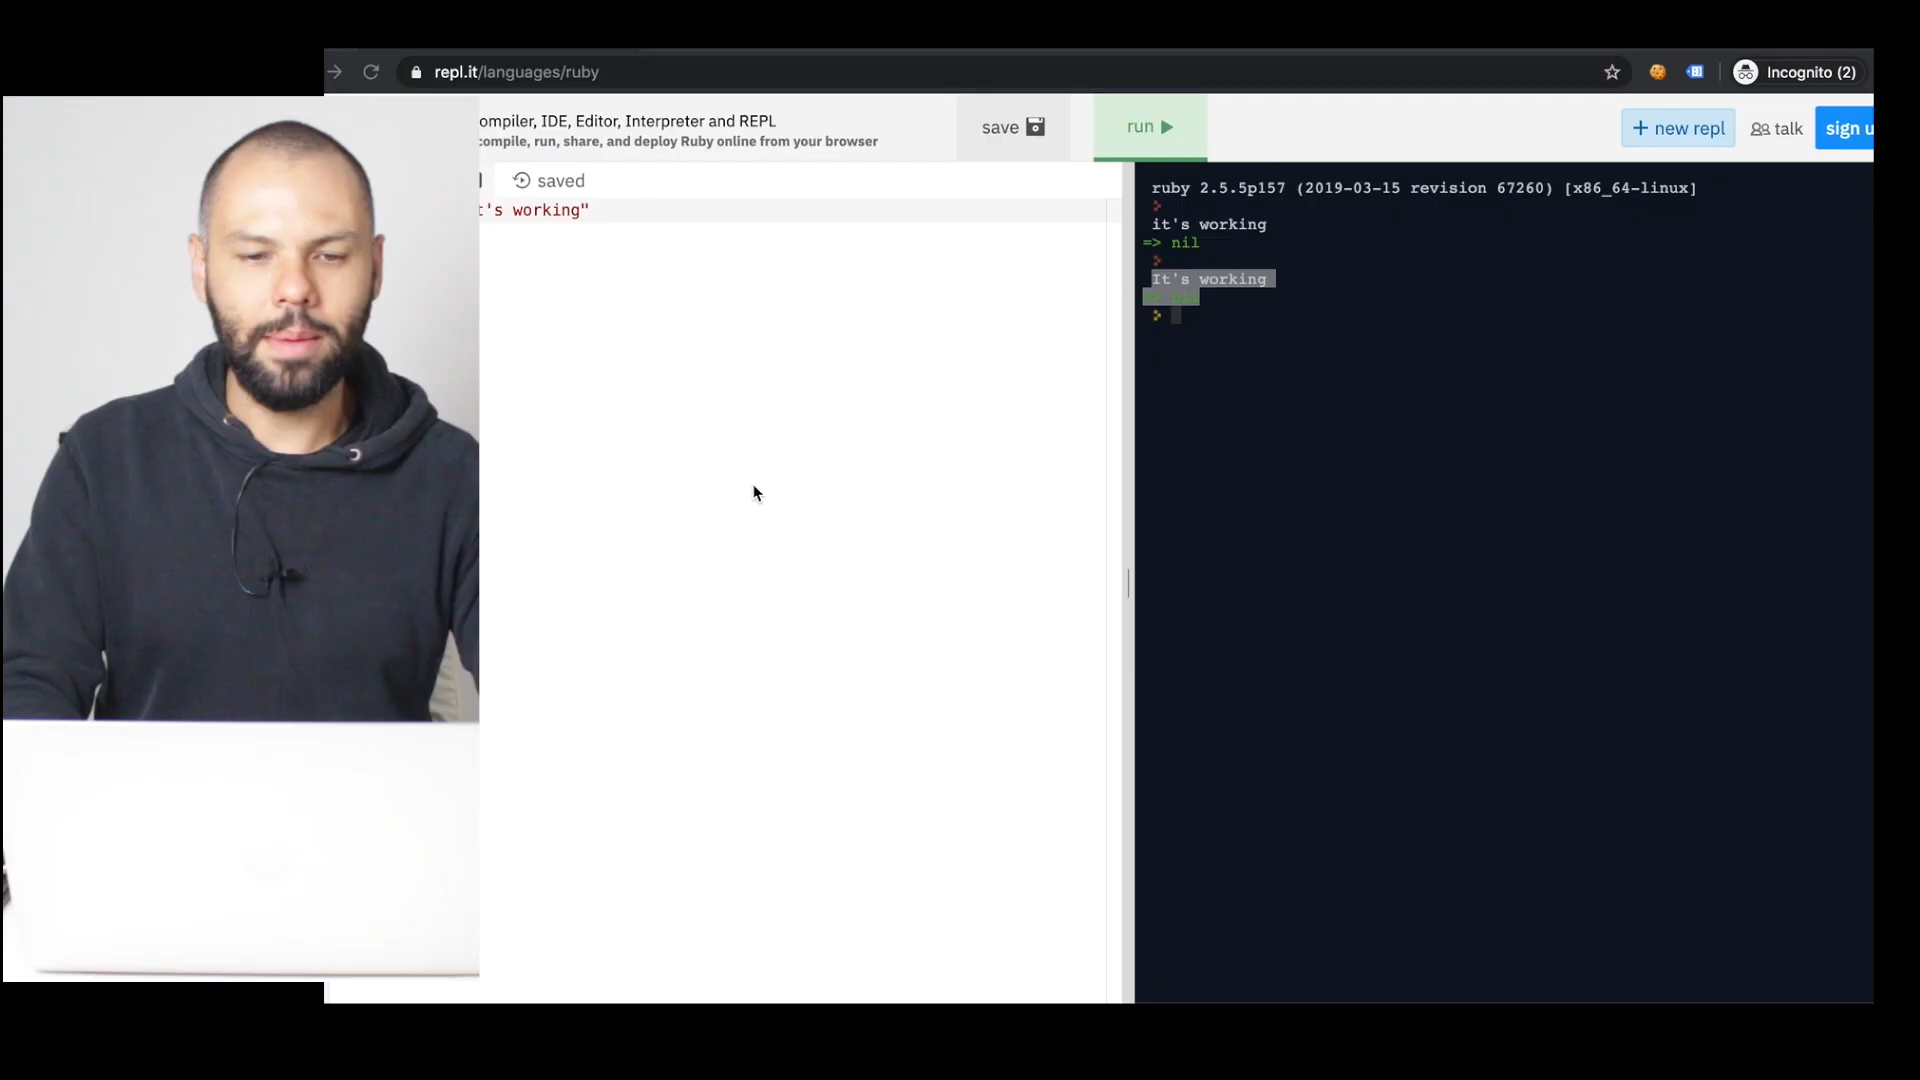 repl.it/languages/ruby
Incognito (2)
ompiler, IDE, Editor, Interpreter and REPL
compile, run, share, and deploy Ruby online from your browser
save
run
+ new repl
talk
sign u
saved
t's working"
ruby 2.5.5p157 (2019-03-15 revision 67260) [x86_64-linux]
it's working
=> nil
It's working
=> nil